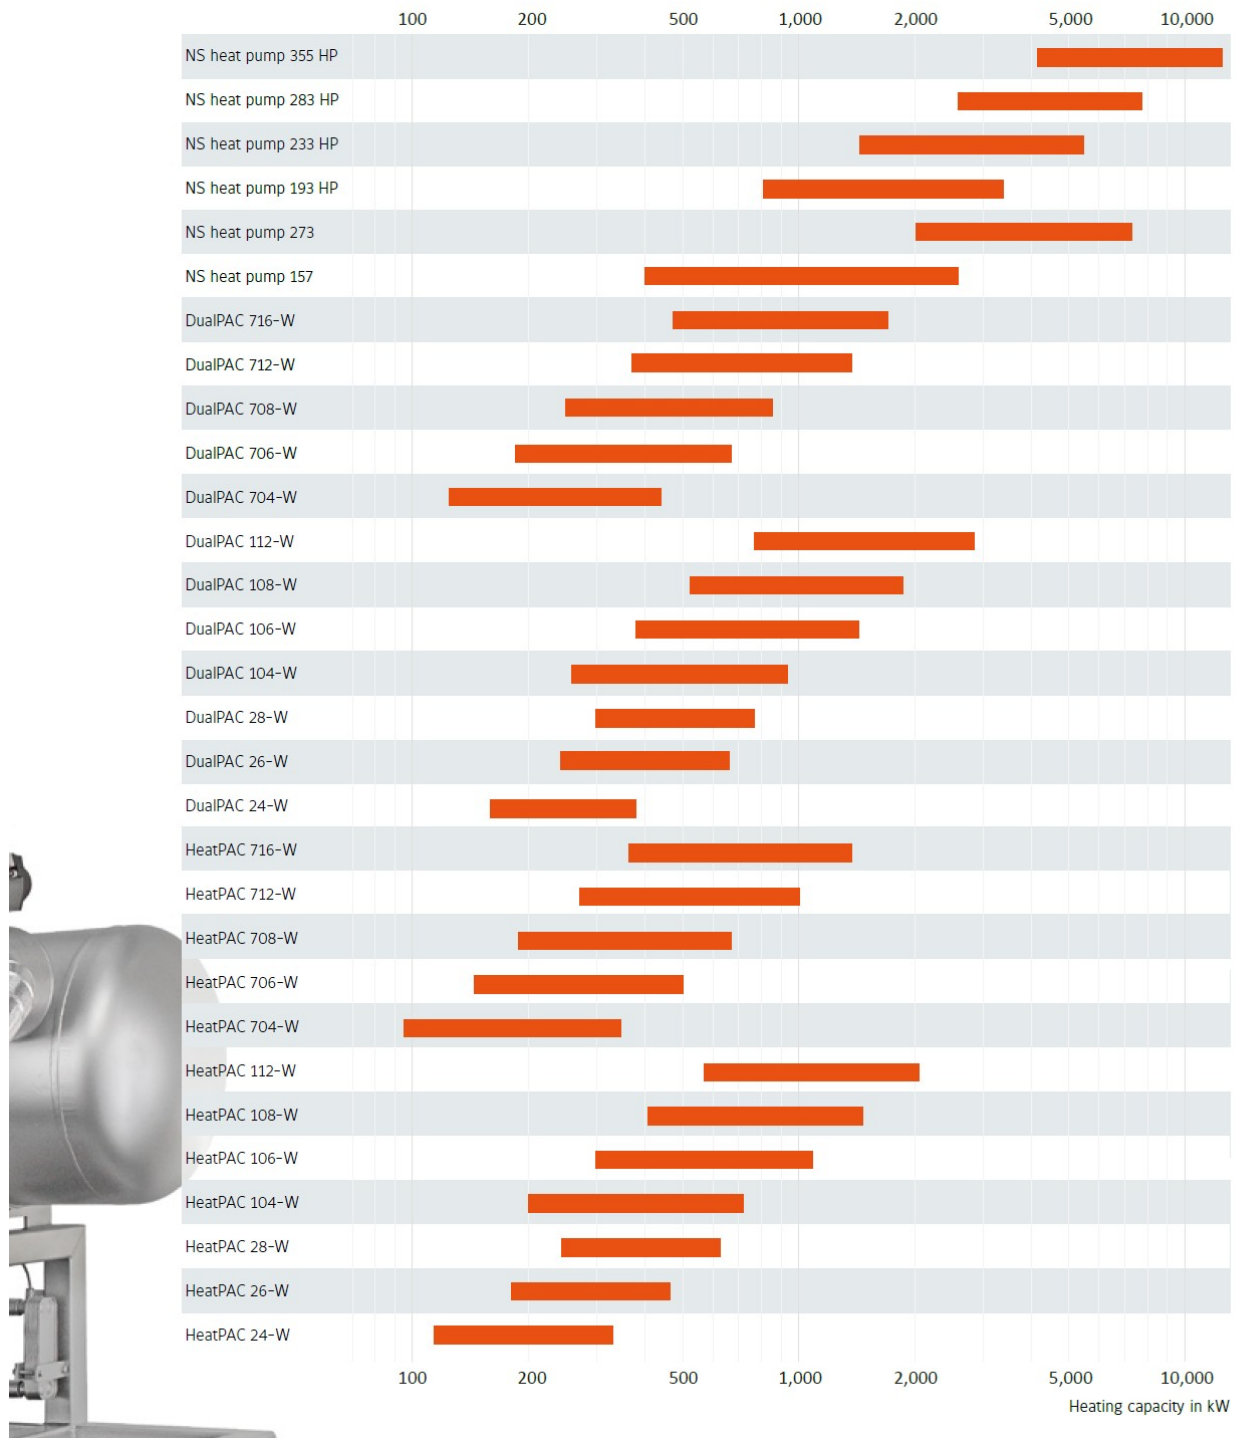 100 200 500 1,000 2,000 5,000 10,000
NS heat pump 355 HP
NS heat pump 283 HP
NS heat pump 233 HP
NS heat pump 193 HP
NS heat pump 273
NS heat pump 157
DualPAC 716-W
DualPAC 712-W
DualPAC 708-W
DualPAC 706-W
DualPAC 704-W
DualPAC 112-W
DualPAC 108-W
DualPAC 106-W
DualPAC 104-W
DualPAC 28-W
DualPAC 26-W
DualPAC 24-W
HeatPAC 716-W
HeatPAC 712-W
HeatPAC 708-W
HeatPAC 706-W
HeatPAC 704-W
HeatPAC 112-W
HeatPAC 108-W
HeatPAC 106-W
HeatPAC 104-W
HeatPAC 28-W
HeatPAC 26-W
HeatPAC 24-W
100 200 500 1,000 2,000 5,000 10,000
Heating capacity in kW